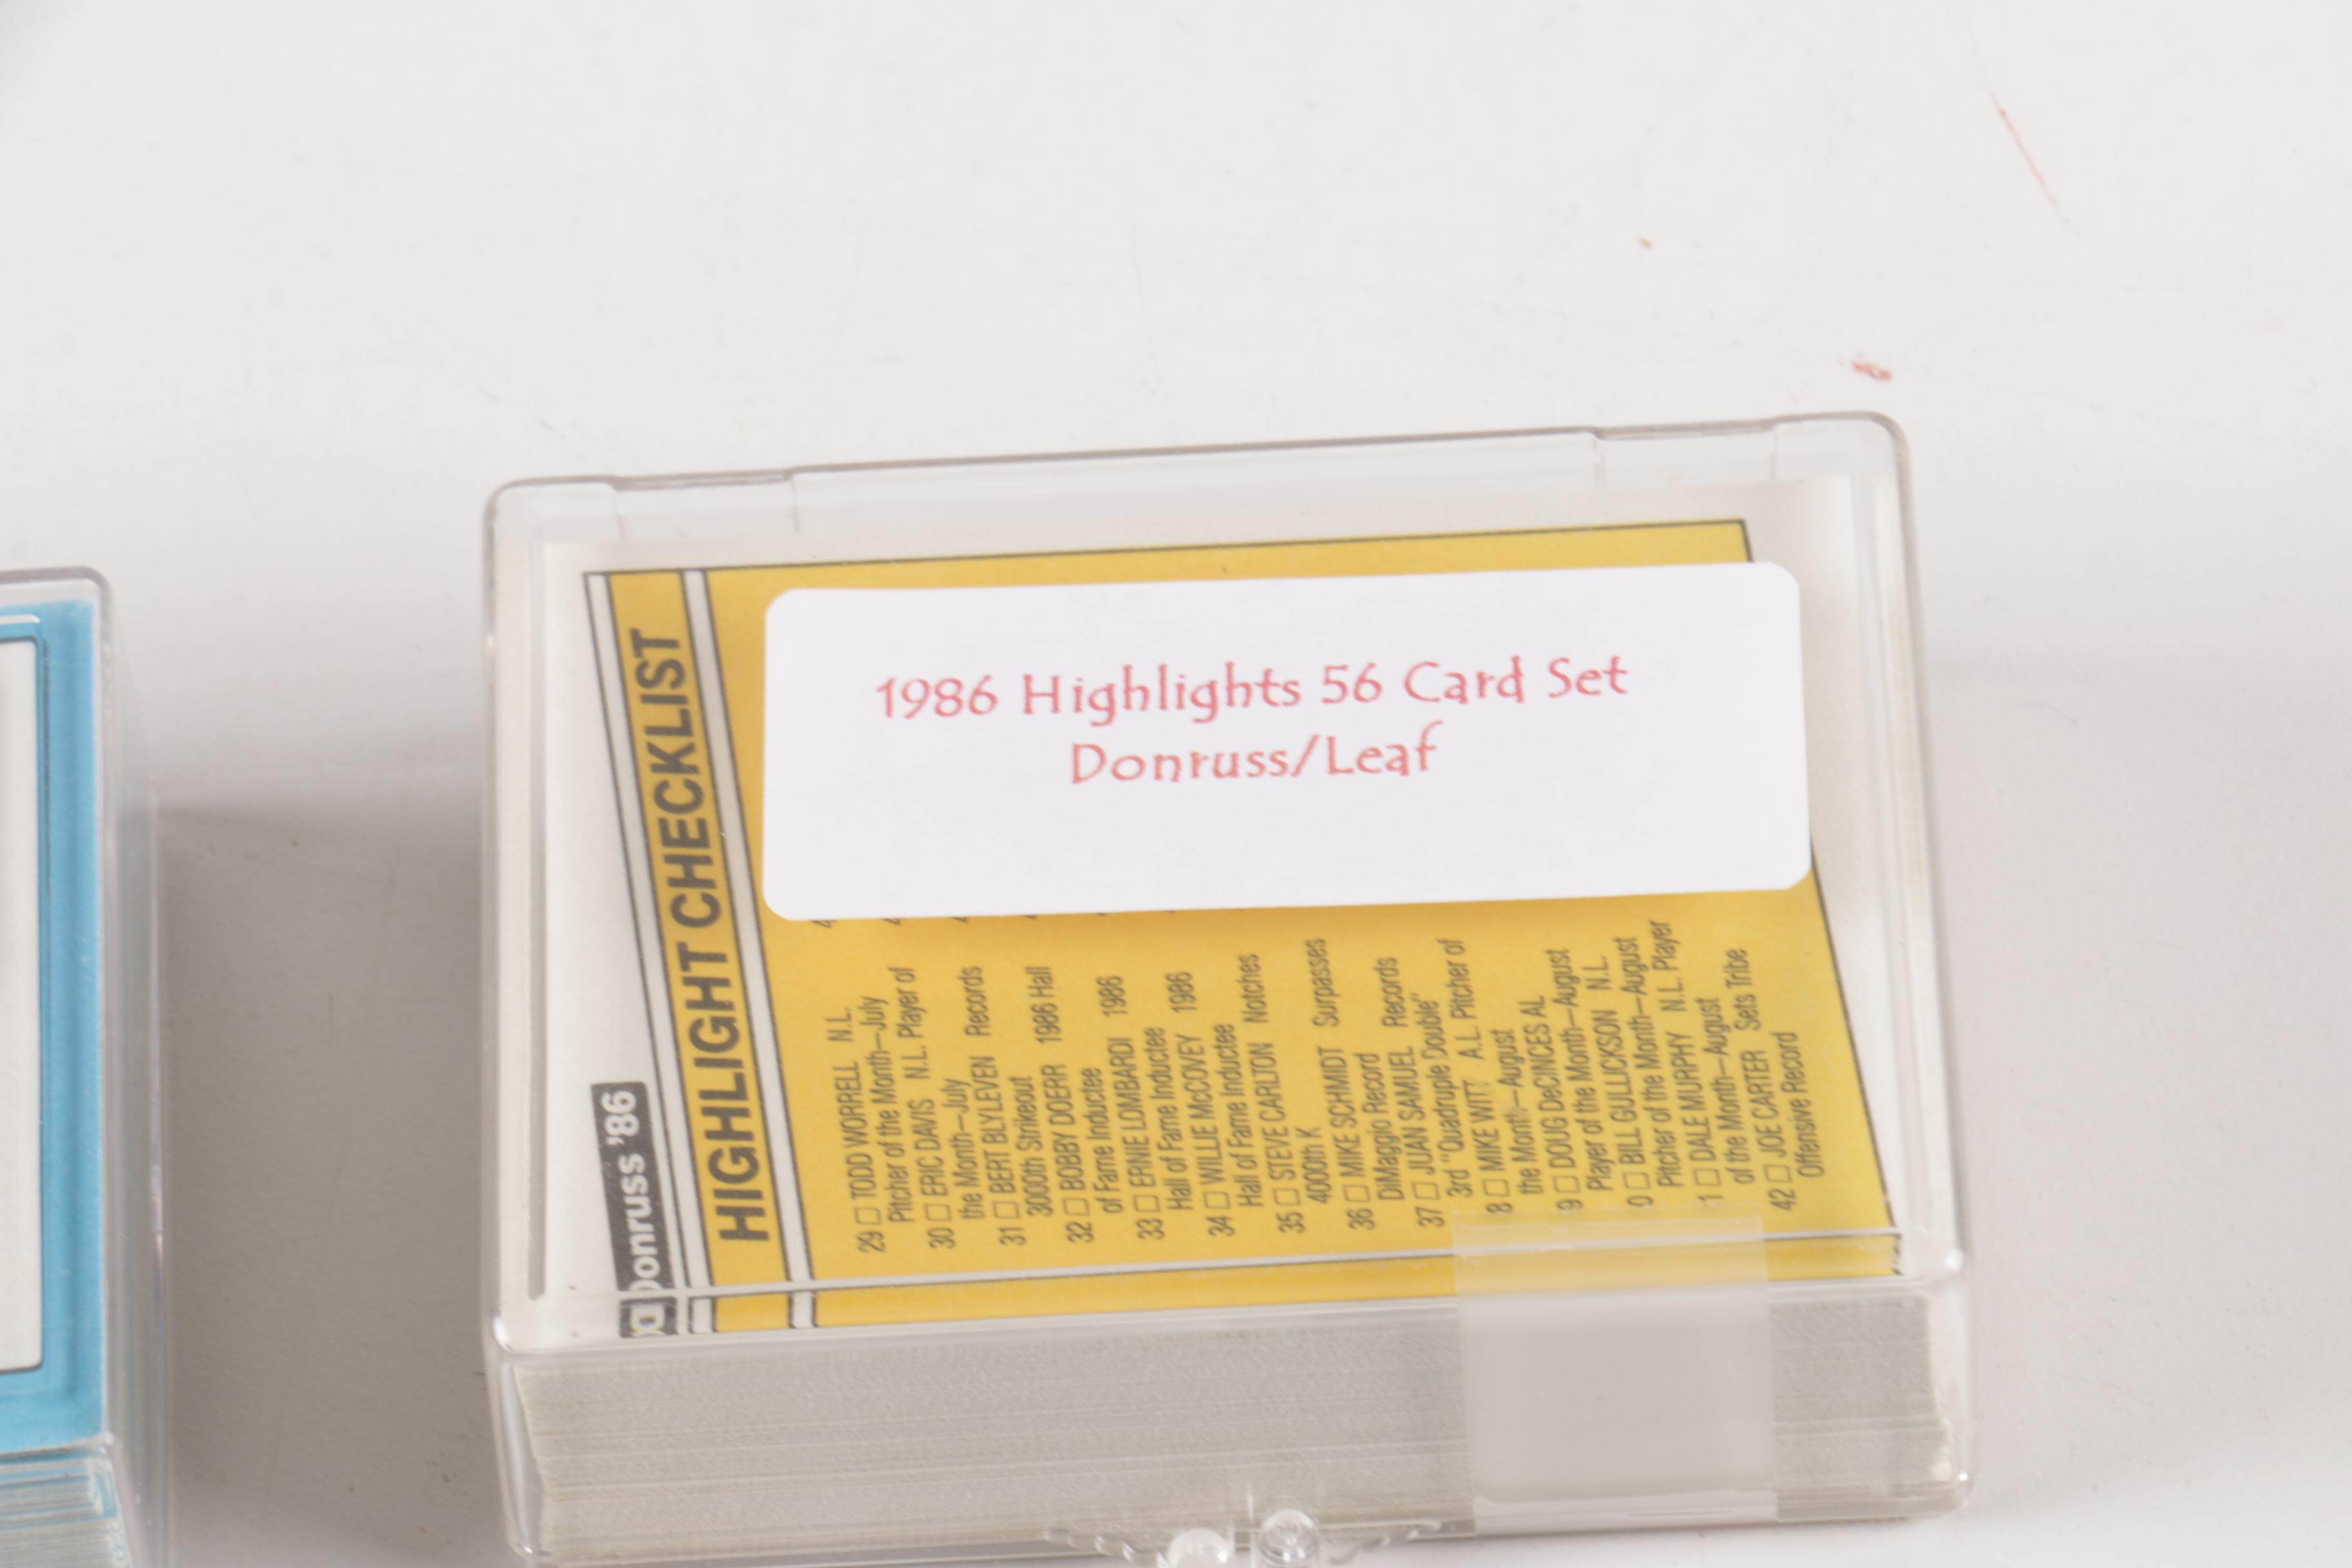 1986 Highlights 56 Card Set
Donruss/Leaf
Donruss '86
HIGHLIGHT CHECKLIST
29 □ TODD WORRELL N.L.
Pitcher of the Month—July
30 □ ERIC DAVIS N.L. Player of
the Month—July
31 □ BERT BLYLEVEN Records
3000th Strikeout
32 □ BOBBY DOERR 1986 Hall
of Fame Inductee
33 □ ERNIE LOMBARDI 1986
Hall of Fame Inductee
34 □ WILLIE McCOVEY 1986
Hall of Fame Inductee
35 □ STEVE CARLTON Notches
4000th K
36 □ MIKE SCHMIDT Surpasses
DiMaggio Record
37 □ JUAN SAMUEL Records
3rd "Quadruple Double"
8 □ MIKE WITT A.L. Pitcher of
the Month—August
9 □ DOUG DeCINCES AL
Player of the Month—August
0 □ BILL GULLICKSON N.L.
Pitcher of the Month—August
1 □ DALE MURPHY N.L. Player
of the Month—August
42 □ JOE CARTER Sets Tribe
Offensive Record